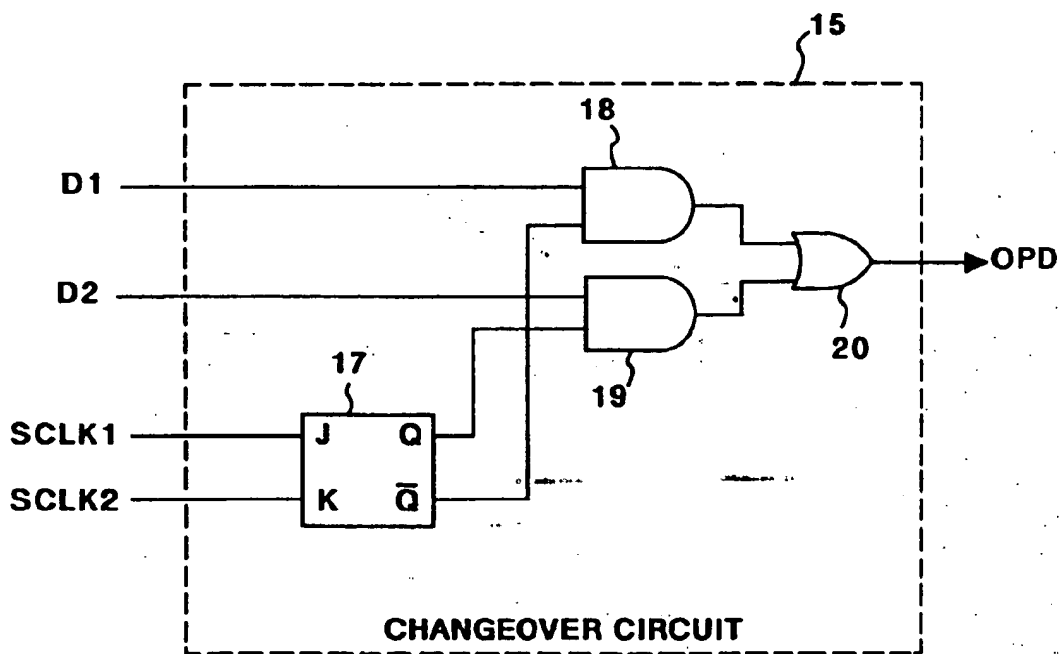 15
18
D1
OPD
D2
20
17
19
SCLK1
J
Q
SCLK2
K
Q̅
CHANGEOVER CIRCUIT